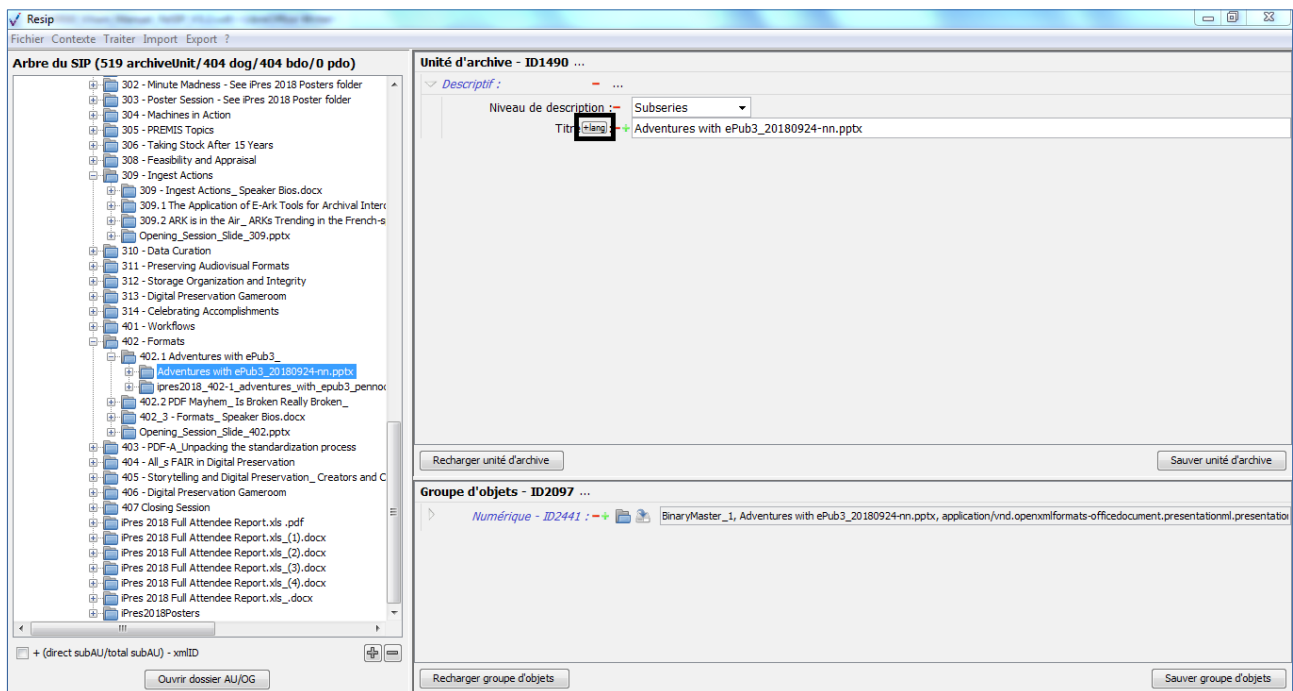 Resip
Fichier Contexte Traiter Import Export ?
Arbre du SIP (519 archiveUnit/404 dog/404 bdo/0 pdo)
302 - Minute Madness - See iPres 2018 Posters folder
303 - Poster Session - See iPres 2018 Poster folder
304 - Machines in Action
305 - PREMIS Topics
306 - Taking Stock After 15 Years
308 - Feasibility and Appraisal
309 - Ingest Actions
309 - Ingest Actions_ Speaker Bios.docx
309.1 The Application of E-Ark Tools for Archival Interc
309.2 ARK is in the Air_ ARKs Trending in the French-s
Opening_Session_Slide_309.pptx
310 - Data Curation
311 - Preserving Audiovisual Formats
312 - Storage Organization and Integrity
313 - Digital Preservation Gameroom
314 - Celebrating Accomplishments
401 - Workflows
402 - Formats
402.1 Adventures with ePub3_
Adventures with ePub3_20180924-nn.pptx
ipres2018_402-1_adventures_with_epub3_pennoc
402.2 PDF Mayhem_ Is Broken Really Broken_
402_3 - Formats_ Speaker Bios.docx
Opening_Session_Slide_402.pptx
403 - PDF-A_Unpacking the standardization process
404 - All_s FAIR in Digital Preservation
405 - Storytelling and Digital Preservation_ Creators and C
406 - Digital Preservation Gameroom
407 Closing Session
iPres 2018 Full Attendee Report.xls .pdf
iPres 2018 Full Attendee Report.xls_(1).docx
iPres 2018 Full Attendee Report.xls_(2).docx
iPres 2018 Full Attendee Report.xls_(3).docx
iPres 2018 Full Attendee Report.xls_(4).docx
iPres 2018 Full Attendee Report.xls_.docx
iPres2018Posters
+ (direct subAU/total subAU) - xmlID
Ouvrir dossier AU/OG
Unité d'archive - ID1490 ...
Descriptif : - ...
Niveau de description :- Subseries
Titre +lang :-+ Adventures with ePub3_20180924-nn.pptx
Recharger unité d'archive
Sauver unité d'archive
Groupe d'objets - ID2097 ...
Numérique - ID2441 : -+ BinaryMaster_1, Adventures with ePub3_20180924-nn.pptx, application/vnd.openxmlformats-officedocument.presentationml.presentation
Recharger groupe d'objets
Sauver groupe d'objets